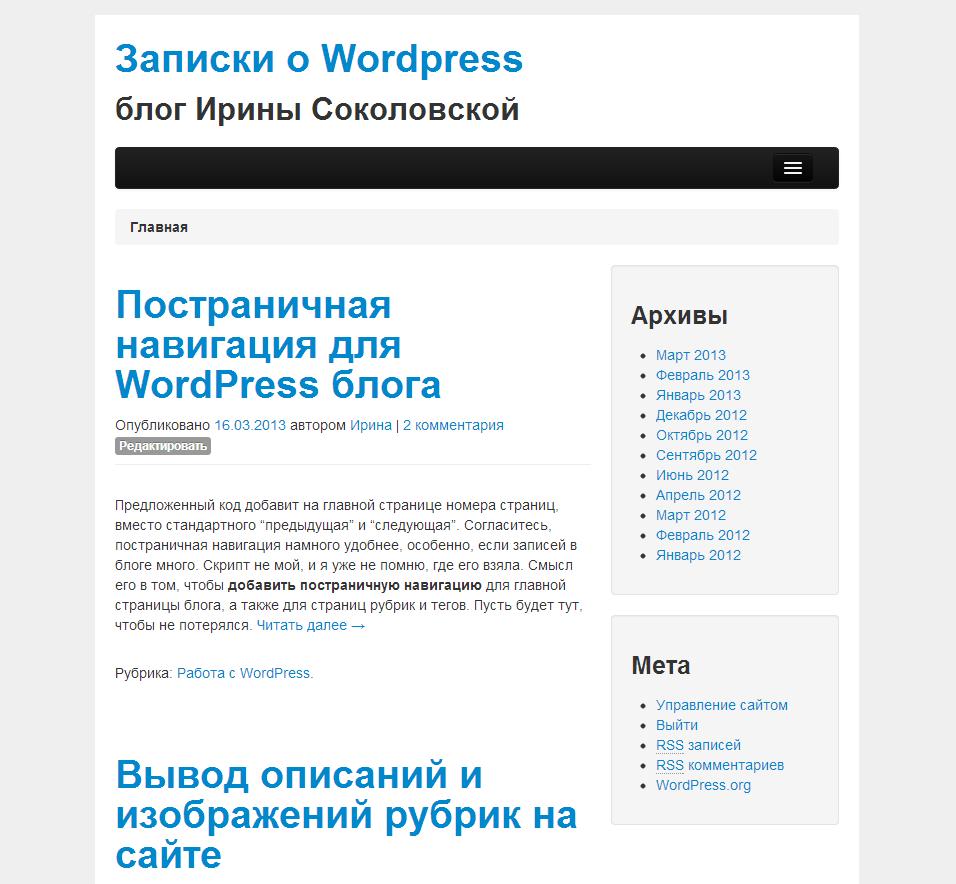 Записки о Wordpress
блог Ирины Соколовской
Главная
Постраничная
навигация для
WordPress блога
Опубликовано 16.03.2013 автором Ирина | 2 комментария
Редактировать
Предложенный код добавит на главной странице номера страниц,
вместо стандартного “предыдущая” и “следующая”. Согласитесь,
постраничная навигация намного удобнее, особенно, если записей в
блоге много. Скрипт не мой, и я уже не помню, где его взяла. Смысл
его в том, чтобы добавить постраничную навигацию для главной
страницы блога, а также для страниц рубрик и тегов. Пусть будет тут,
чтобы не потерялся. Читать далее →
Рубрика: Работа с WordPress.
Вывод описаний и
изображений рубрик на
сайте
Архивы
Март 2013
Февраль 2013
Январь 2013
Декабрь 2012
Октябрь 2012
Сентябрь 2012
Июнь 2012
Апрель 2012
Март 2012
Февраль 2012
Январь 2012
Мета
Управление сайтом
Выйти
RSS записей
RSS комментариев
WordPress.org